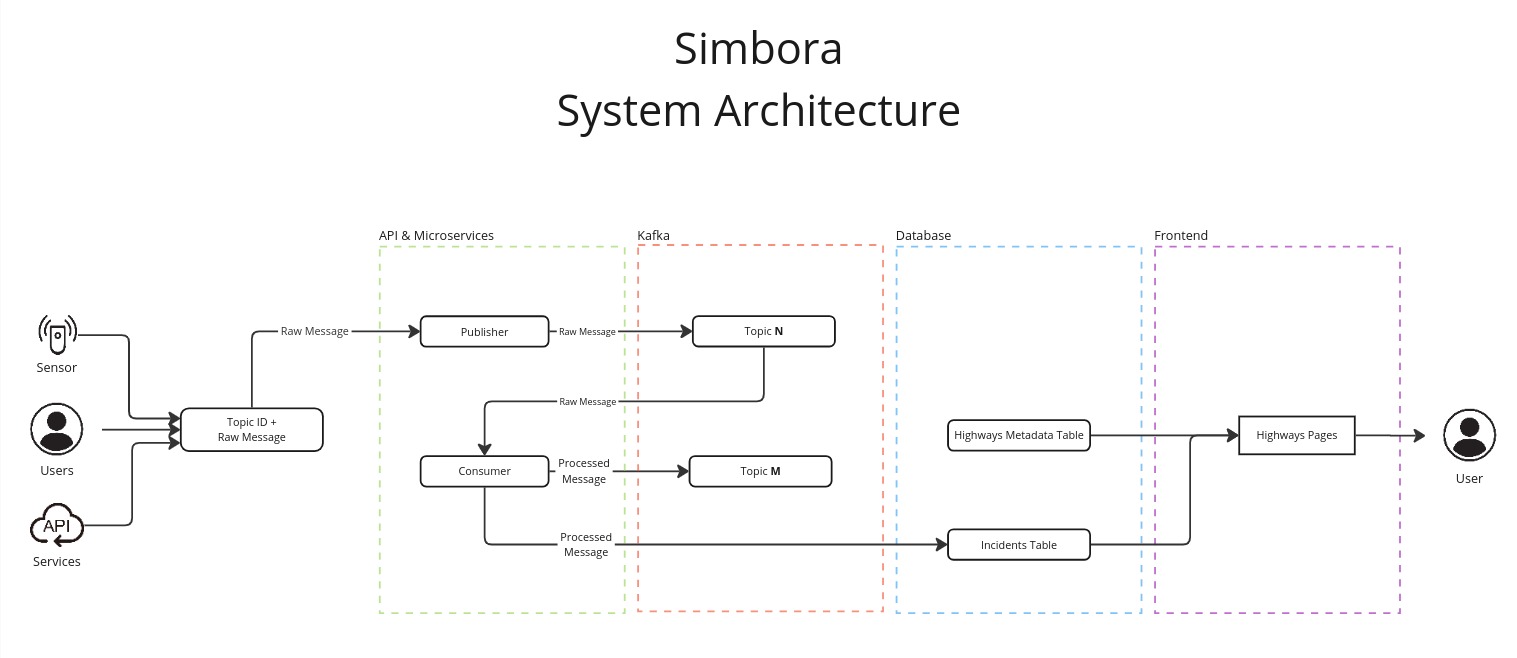 Simbora
System Architecture
API & Microservices
Kafka
Database
Frontend
Sensor
Users
API
Services
Topic ID +
Raw Message
Raw Message
Publisher
Raw Message
Topic N
Raw Message
Consumer
Processed
Message
Topic M
Processed
Message
Highways Metadata Table
Incidents Table
Highways Pages
User